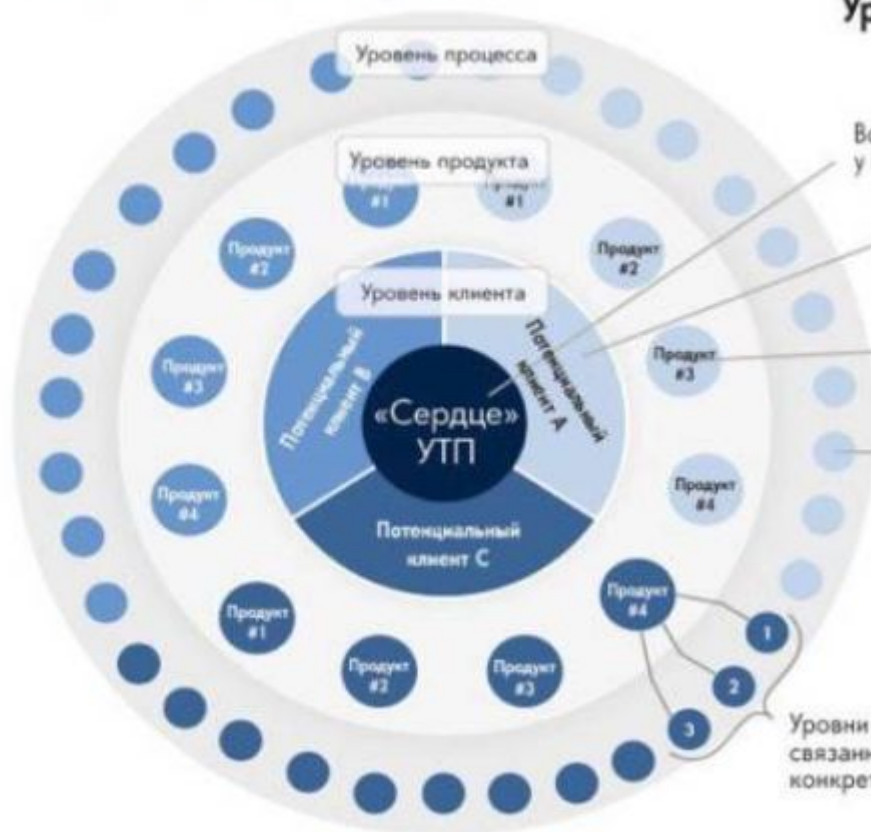 Ур
Уровень процесса
Уровень продукта
Уровень клиента
Во
у
Продукт
#1
Продукт
#1
Продукт
#2
Продукт
#2
Продукт
#3
Продукт
#3
Продукт
#4
Продукт
#4
Потенциальный
клиент B
Потенциальный
клиент A
«Сердце»
УТП
Потенциальный
клиент C
Продукт
#1
Продукт
#2
Продукт
#3
Продукт
#4
1
2
3
Уровни
связанн
конкрет